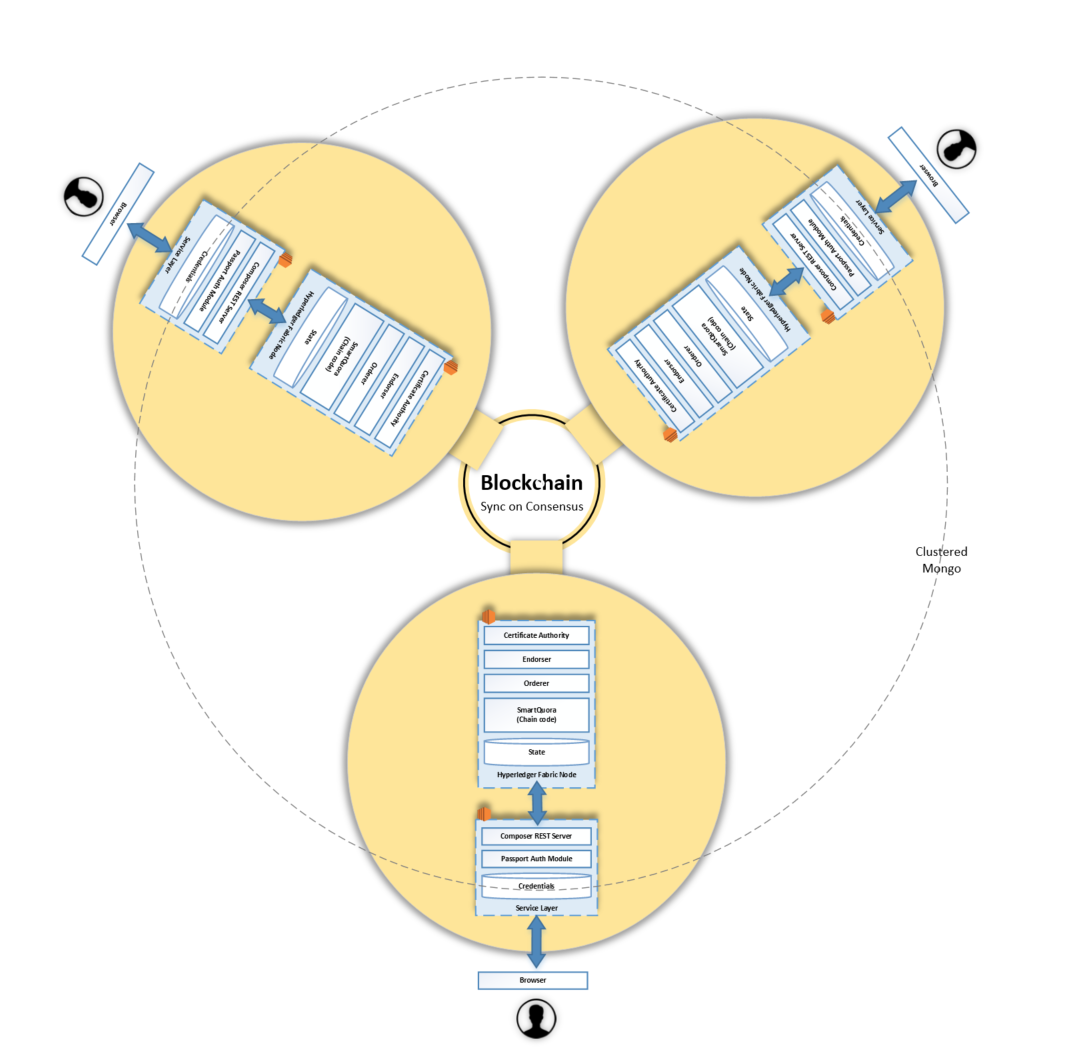 Browser
Service Layer
Credentials
Passport Auth Module
Composer REST Server
Hyperledger Fabric Node
State
SmartQuora
(Chain code)
Orderer
Endorser
Certificate Authority
Browser
Service Layer
Credentials
Passport Auth Module
Composer REST Server
Hyperledger Fabric Node
State
SmartQuora
(Chain code)
Orderer
Endorser
Certificate Authority
Blockchain
Sync on Consensus
Clustered
Mongo
Certificate Authority
Endorser
Orderer
SmartQuora
(Chain code)
State
Hyperledger Fabric Node
Composer REST Server
Passport Auth Module
Credentials
Service Layer
Browser